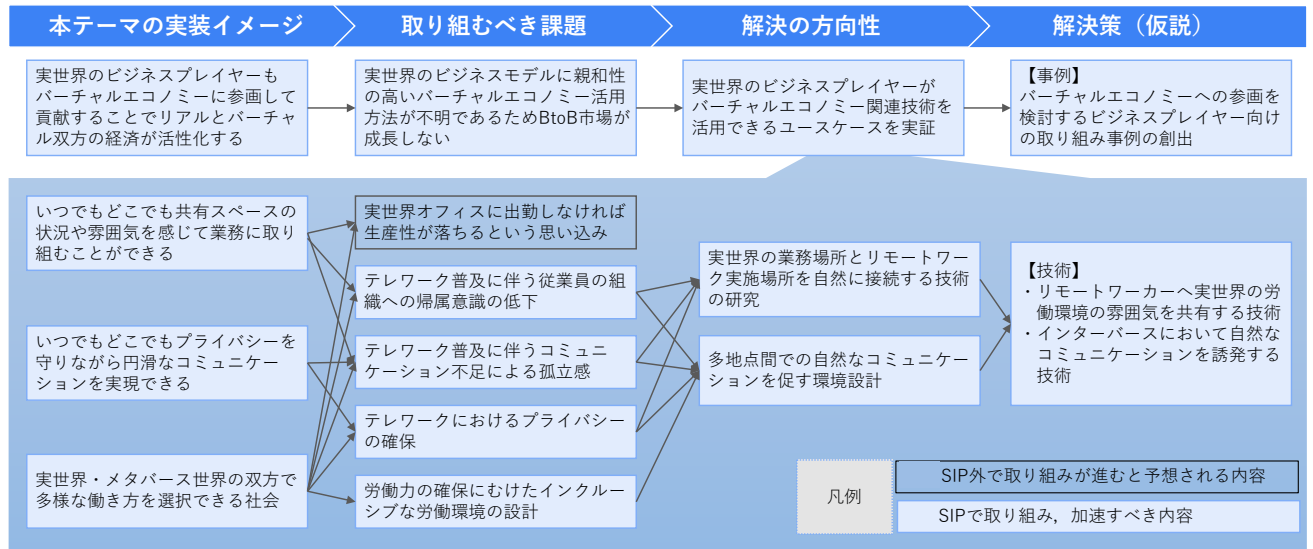 本テーマの実装イメージ
取り組むべき課題
解決の方向性
解決策（仮説）
実世界のビジネスプレイヤーも
バーチャルエコノミーに参画して
貢献することでリアルとバーチャ
ル双方の経済が活性化する
実世界のビジネスモデルに親和性
の高いバーチャルエコノミー活用
方法が不明であるためBtoB市場が
成長しない
実世界のビジネスプレイヤーが
バーチャルエコノミー関連技術を
活用できるユースケースを実証
【事例】
バーチャルエコノミーへの参画を
検討するビジネスプレイヤー向け
の取り組み事例の創出
いつでもどこでも共有スペースの
状況や雰囲気を感じて業務に取り
組むことができる
いつでもどこでもプライバシーを
守りながら円滑なコミュニケー
ションを実現できる
実世界・メタバース世界の双方で
多様な働き方を選択できる社会
実世界オフィスに出勤しなければ
生産性が落ちるという思い込み
テレワーク普及に伴う従業員の組
織への帰属意識の低下
テレワーク普及に伴うコミュニ
ケーション不足による孤立感
テレワークにおけるプライバシー
の確保
労働力の確保にむけたインクルー
シブな労働環境の設計
実世界の業務場所とリモートワー
ク実施場所を自然に接続する技術
の研究
多地点間での自然なコミュニケー
ションを促す環境設計
【技術】
・リモートワーカーへ実世界の労
働環境の雰囲気を共有する技術
・インターバースにおいて自然な
コミュニケーションを誘発する
技術
凡例
SIP外で取り組みが進むと予想される内容
SIPで取り組み，加速すべき内容